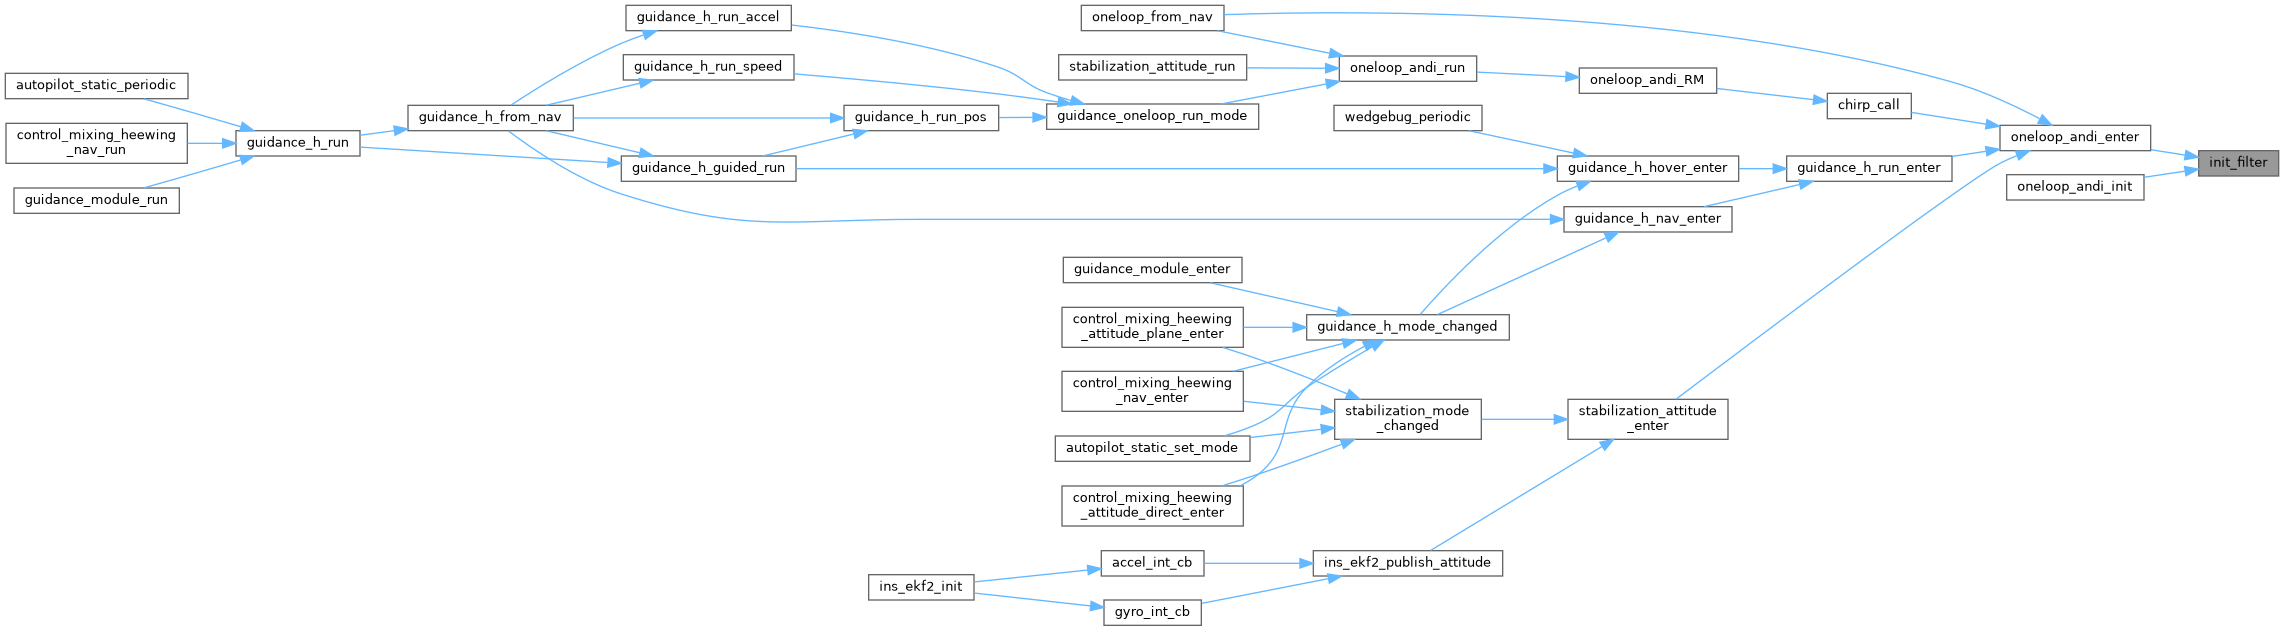 guidance_h_run_accel
oneloop_from_nav
guidance_h_run_speed
stabilization_attitude_run
oneloop_andi_run
oneloop_andi_RM
autopilot_static_periodic
chirp_call
guidance_h_from_nav
guidance_h_run_pos
guidance_oneloop_run_mode
wedgebug_periodic
control_mixing_heewing
_nav_run
guidance_h_run
oneloop_andi_enter
init_filter
guidance_h_guided_run
guidance_h_hover_enter
guidance_h_run_enter
oneloop_andi_init
guidance_module_run
guidance_h_nav_enter
guidance_module_enter
control_mixing_heewing
_attitude_plane_enter
guidance_h_mode_changed
control_mixing_heewing
_nav_enter
stabilization_mode
_changed
stabilization_attitude
_enter
autopilot_static_set_mode
control_mixing_heewing
_attitude_direct_enter
accel_int_cb
ins_ekf2_publish_attitude
ins_ekf2_init
gyro_int_cb